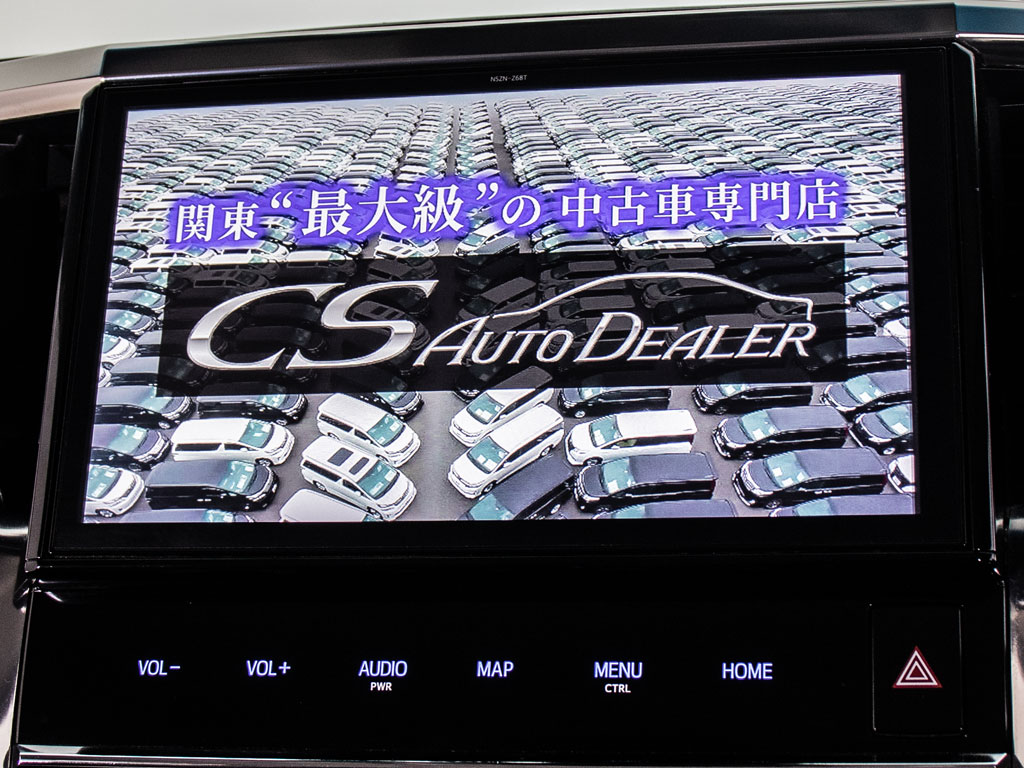 NSZN-Z68T
関東“最大級”の 中古車専門店
CS AUTO DEALER
VOL- VOL+ AUDIO MAP MENU HOME
PWR CTRL